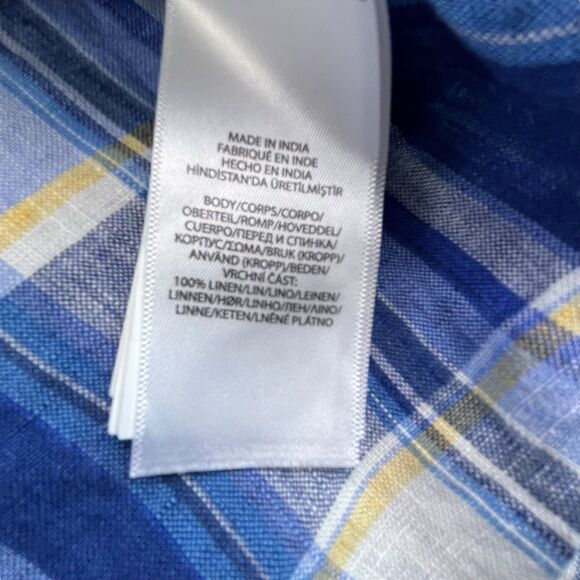 MADE IN INDIA
FABRIQUÉ EN INDE
HECHO EN INDIA
HİNDİSTAN'DA ÜRETİLMİŞTİR
BODY/CORPS/CORPO/
OBERTEIL/ROMP/HOVEDDEL/
CUERPO/ПЕРЕД И СПИНКА/
КОРПУС/ΣΩΜΑ/BRUK (KROPP)/
ANVÄND (KROPP)/BEDEN/
VRCHNÍ ČÁST:
100% LINEN/LIN/LINO/LEINEN/
LINNEN/HØR/LINHO/ЛЕН/ΛΙΝΟ/
LINNE/KETEN/LNĚNÉ PLÁTNO